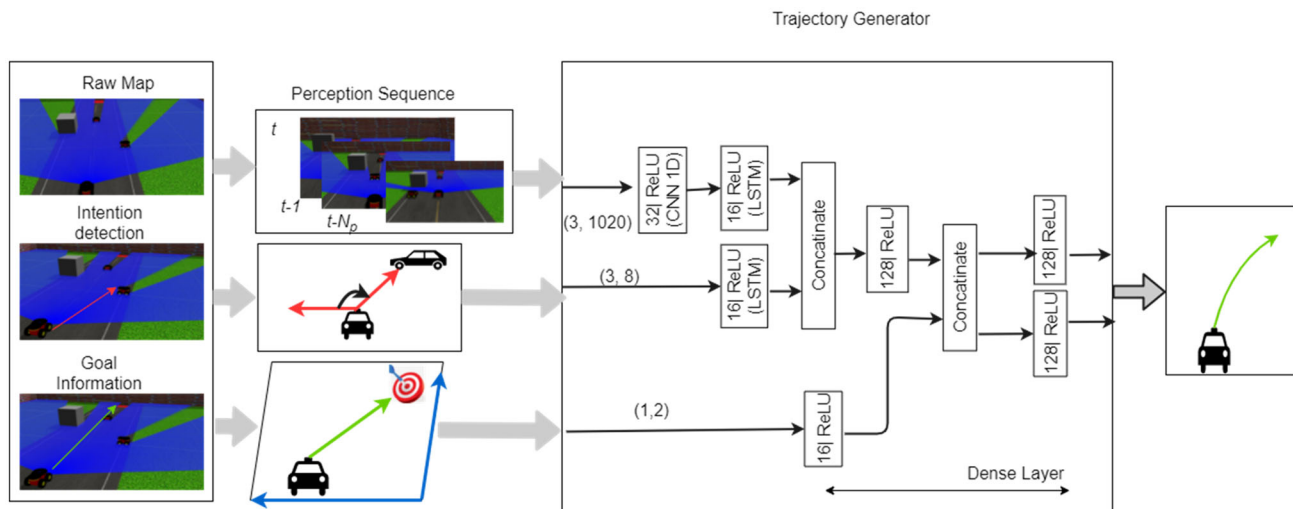 Trajectory Generator
Raw Map
Perception Sequence
t
t-1
t-Np
Intention
detection
Goal
Information
(3, 1020)
32| ReLU
(CNN 1D)
16| ReLU
(LSTM)
(3, 8)
16| ReLU
(LSTM)
Concatinate
128| ReLU
Concatinate
128| ReLU
128| ReLU
(1,2)
16| ReLU
Dense Layer